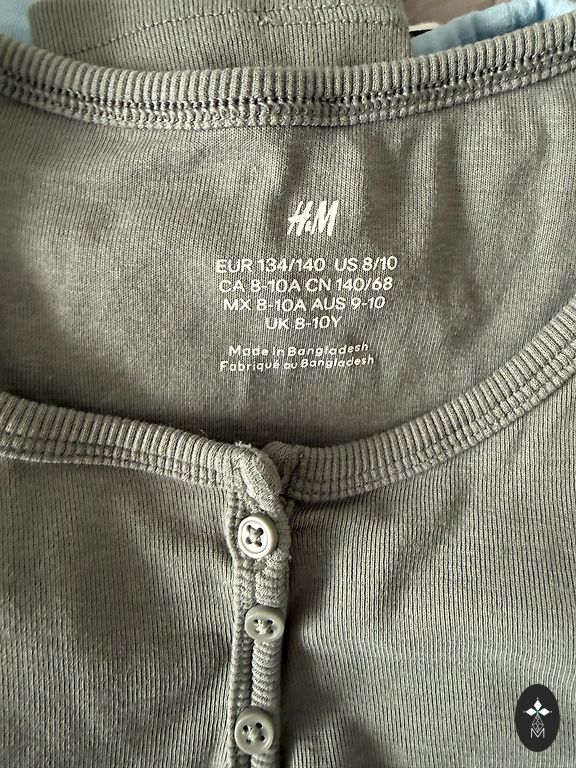 H&M
EUR 134/140 US 8/10
CA 8-10A CN 140/68
MX 8-10A AUS 9-10
UK 8-10Y
Made in Bangladesh
Fabriqué au Bangladesh
M